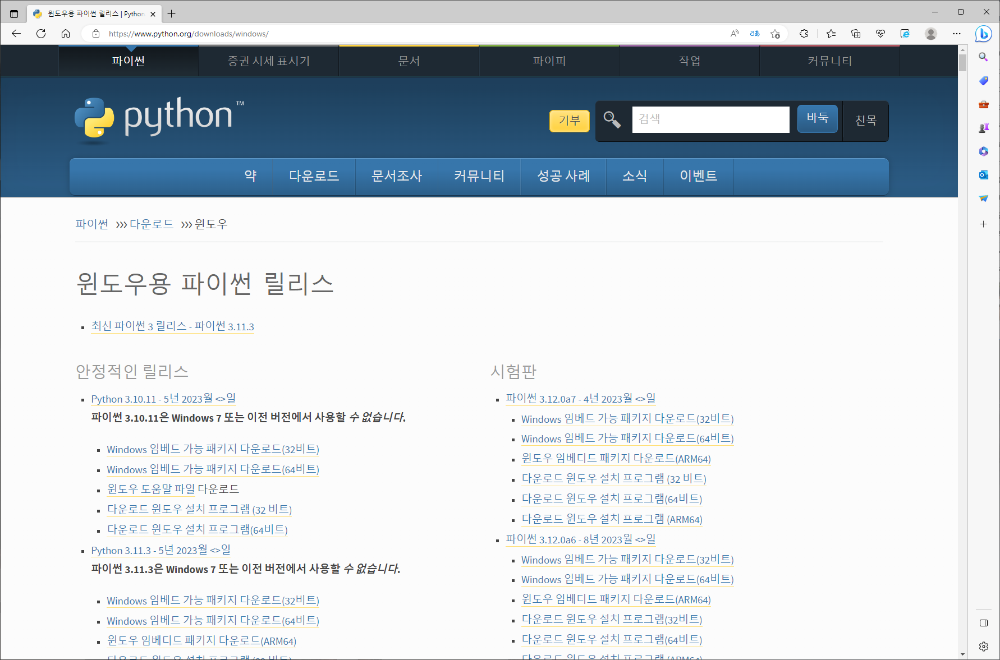 윈도우용 파이썬 릴리스 | Python
https://www.python.org/downloads/windows/
파이썬 증권 시세 표시기 문서 파이피 작업 커뮤니티
python™
기부 검색 바둑 친목
약 다운로드 문서조사 커뮤니티 성공 사례 소식 이벤트
파이썬 >>> 다운로드 >>> 윈도우
윈도우용 파이썬 릴리스
최신 파이썬 3 릴리스 - 파이썬 3.11.3
안정적인 릴리스
Python 3.10.11 - 5년 2023월 <>일
파이썬 3.10.11은 Windows 7 또는 이전 버전에서 사용할 수 없습니다.
Windows 임베드 가능 패키지 다운로드(32비트)
Windows 임베드 가능 패키지 다운로드(64비트)
윈도우 도움말 파일 다운로드
다운로드 윈도우 설치 프로그램 (32 비트)
다운로드 윈도우 설치 프로그램(64비트)
Python 3.11.3 - 5년 2023월 <>일
파이썬 3.11.3은 Windows 7 또는 이전 버전에서 사용할 수 없습니다.
Windows 임베드 가능 패키지 다운로드(32비트)
Windows 임베드 가능 패키지 다운로드(64비트)
윈도우 임베디드 패키지 다운로드(ARM64)
시험판
파이썬 3.12.0a7 - 4년 2023월 <>일
Windows 임베드 가능 패키지 다운로드(32비트)
Windows 임베드 가능 패키지 다운로드(64비트)
윈도우 임베디드 패키지 다운로드(ARM64)
다운로드 윈도우 설치 프로그램 (32 비트)
다운로드 윈도우 설치 프로그램(64비트)
다운로드 윈도우 설치 프로그램 (ARM64)
파이썬 3.12.0a6 - 8년 2023월 <>일
Windows 임베드 가능 패키지 다운로드(32비트)
Windows 임베드 가능 패키지 다운로드(64비트)
윈도우 임베디드 패키지 다운로드(ARM64)
다운로드 윈도우 설치 프로그램(32비트)
다운로드 윈도우 설치 프로그램(64비트)